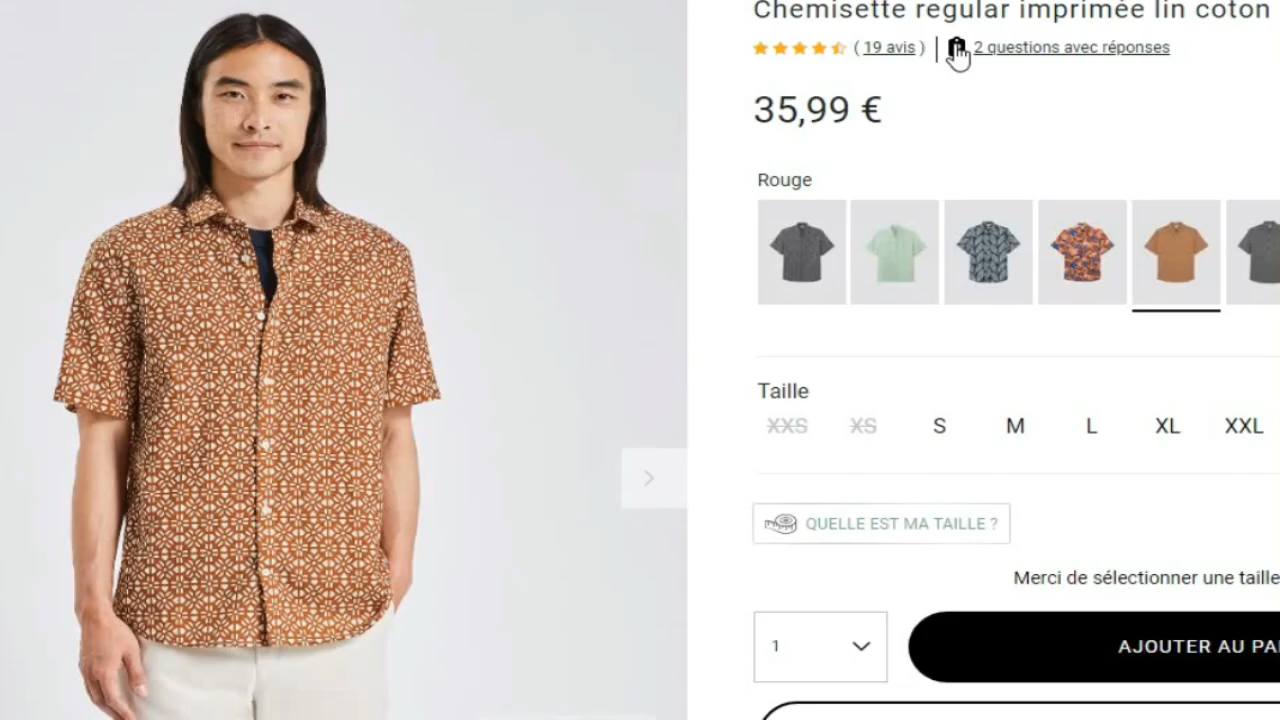 Chemisette regular imprimée lin coton
( 19 avis ) | 2 questions avec réponses
35,99 €
Rouge
Taille
XXS XS S M L XL XXL
QUELLE EST MA TAILLE ?
Merci de sélectionner une taille
1
AJOUTER AU